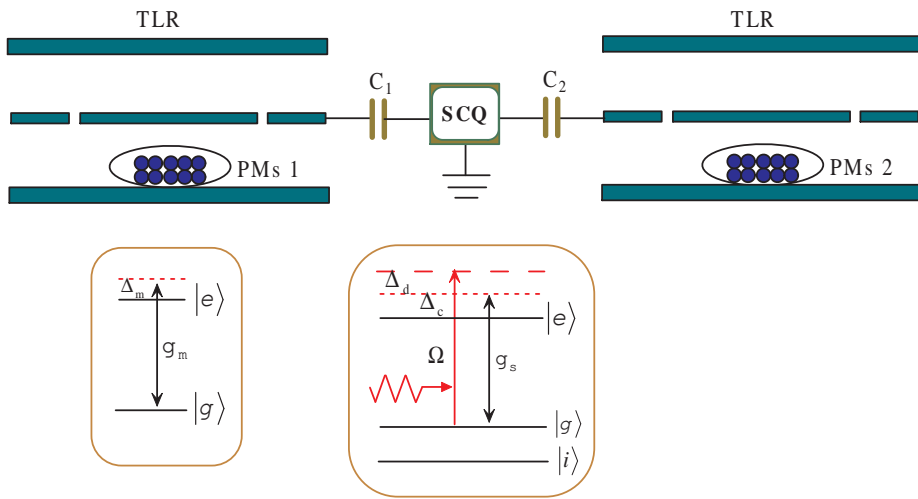 TLR
TLR
C1
SCQ
C2
PMs 1
PMs 2
Δm
|e⟩
gm
|g⟩
Δd
Δc
|e⟩
Ω
gs
|g⟩
|i⟩